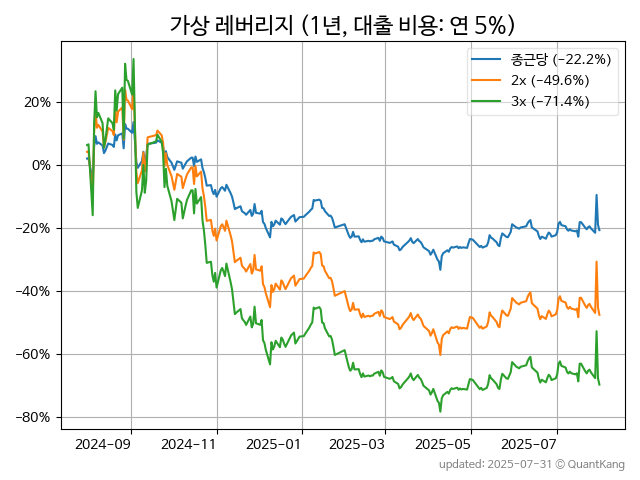 가상 레버리지 (1년, 대출 비용: 연 5%)
종근당 (−22.2%)
2x (−49.6%)
3x (−71.4%)
20%
0%
−20%
−40%
−60%
−80%
2024-09
2024-11
2025-01
2025-03
2025-05
2025-07
updated: 2025-07-31 © QuantKang